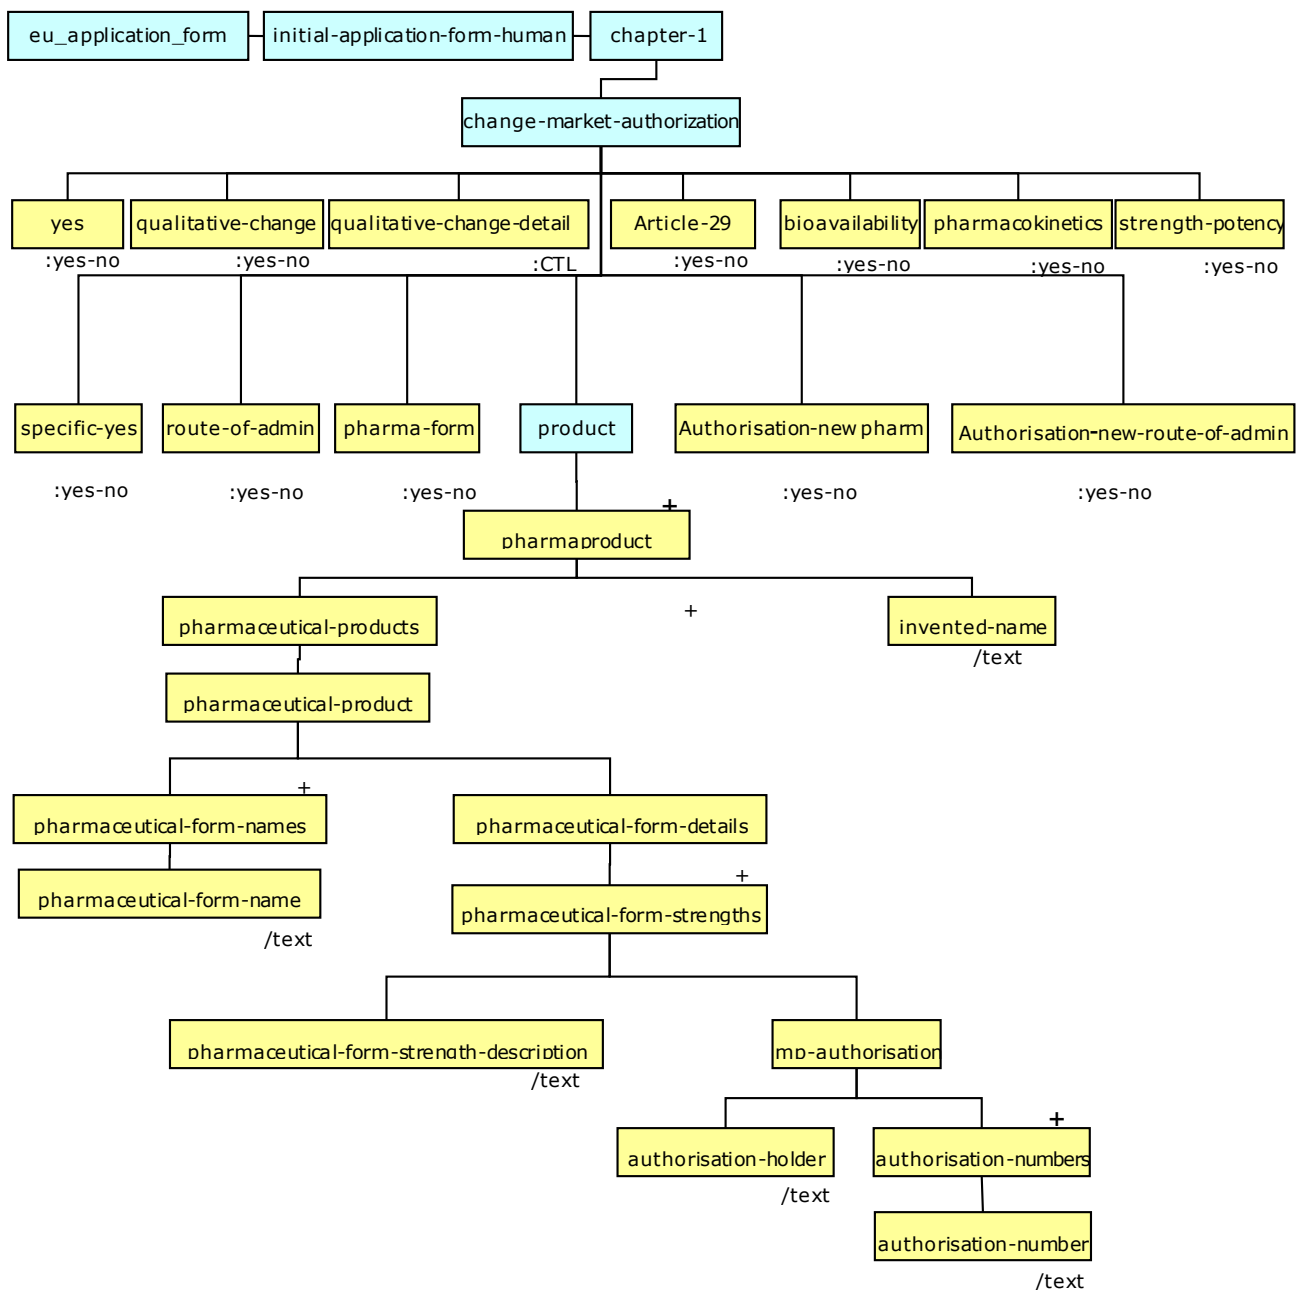 eu_application_form
initial-application-form-human
chapter-1
change-market-authorization
yes
qualitative-change
qualitative-change-detail
Article-29
bioavailability
pharmacokinetics
strength-potency
:yes-no
:yes-no
:CTL
:yes-no
:yes-no
:yes-no
:yes-no
specific-yes
route-of-admin
pharma-form
product
Authorisation-new pharm
Authorisation-new-route-of-admin
:yes-no
:yes-no
:yes-no
:yes-no
:yes-no
+
pharmaproduct
pharmaceutical-products
+
invented-name
/text
pharmaceutical-product
+
pharmaceutical-form-names
pharmaceutical-form-details
pharmaceutical-form-name
/text
+
pharmaceutical-form-strengths
pharmaceutical-form-strength-description
/text
mp-authorisation
authorisation-holder
/text
+
authorisation-numbers
authorisation-number
/text